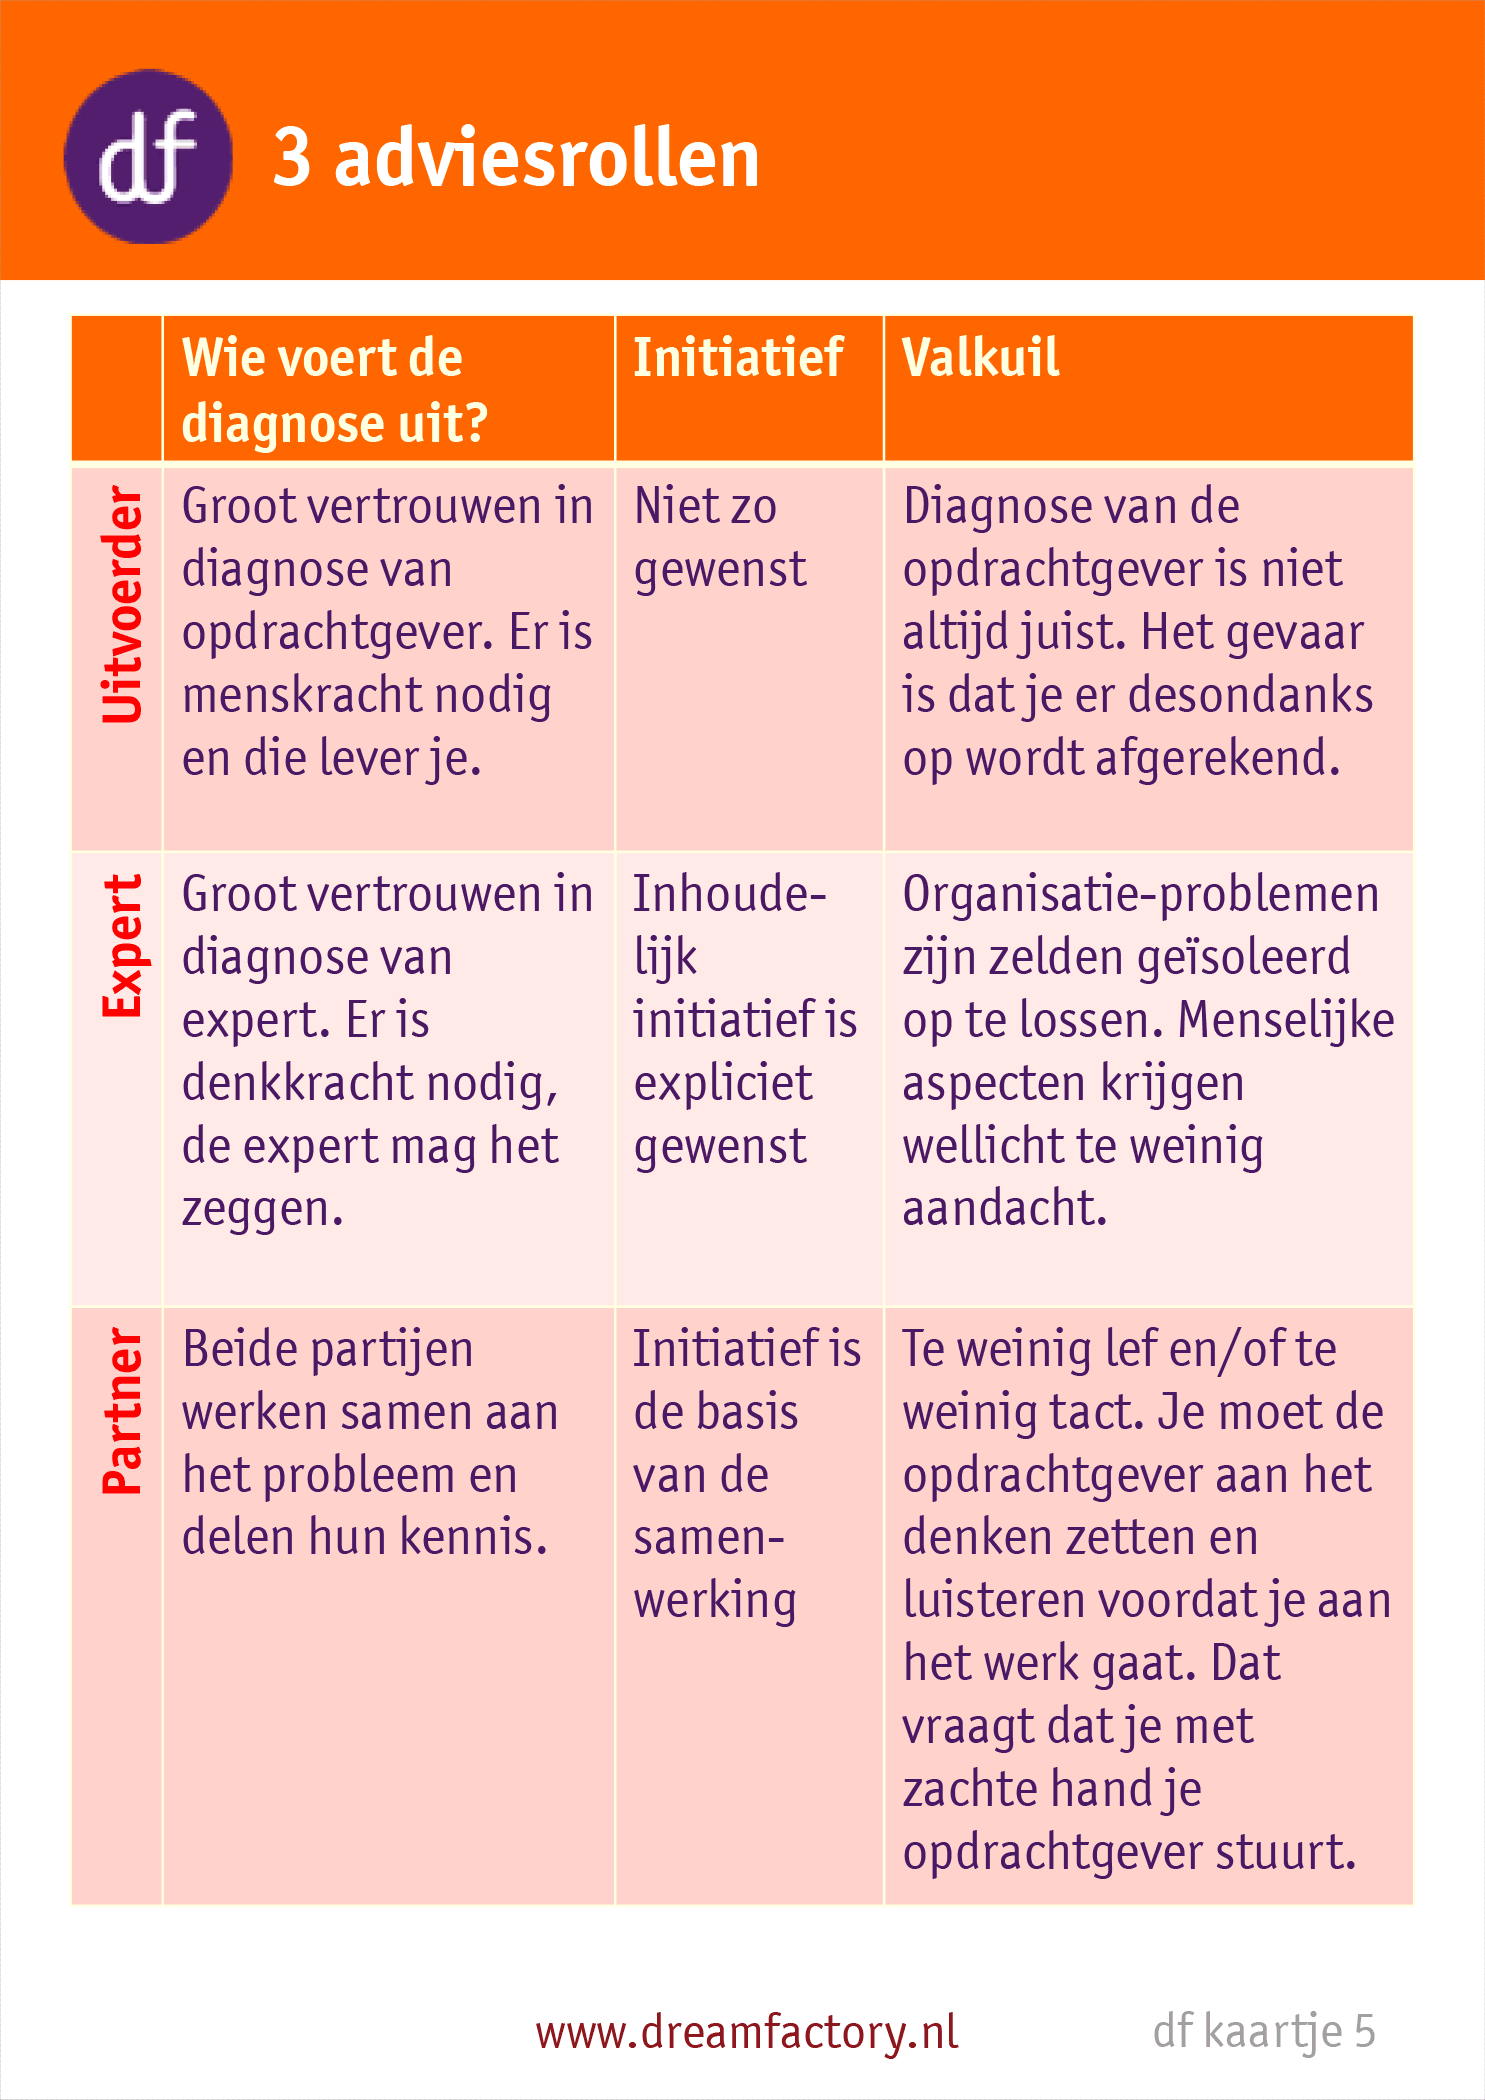 df
3 adviesrollen
Wie voert de
diagnose uit?
Initiatief
Valkuil
Uitvoerder
Groot vertrouwen in
diagnose van
opdrachtgever. Er is
menskracht nodig
en die lever je.
Niet zo
gewenst
Diagnose van de
opdrachtgever is niet
altijd juist. Het gevaar
is dat je er desondanks
op wordt afgerekend.
Expert
Groot vertrouwen in
diagnose van
expert. Er is
denkkracht nodig,
de expert mag het
zeggen.
Inhoude-
lijk
initiatief is
expliciet
gewenst
Organisatie-problemen
zijn zelden geïsoleerd
op te lossen. Menselijke
aspecten krijgen
wellicht te weinig
aandacht.
Partner
Beide partijen
werken samen aan
het probleem en
delen hun kennis.
Initiatief is
de basis
van de
samen-
werking
Te weinig lef en/of te
weinig tact. Je moet de
opdrachtgever aan het
denken zetten en
luisteren voordat je aan
het werk gaat. Dat
vraagt dat je met
zachte hand je
opdrachtgever stuurt.
www.dreamfactory.nl
df kaartje 5